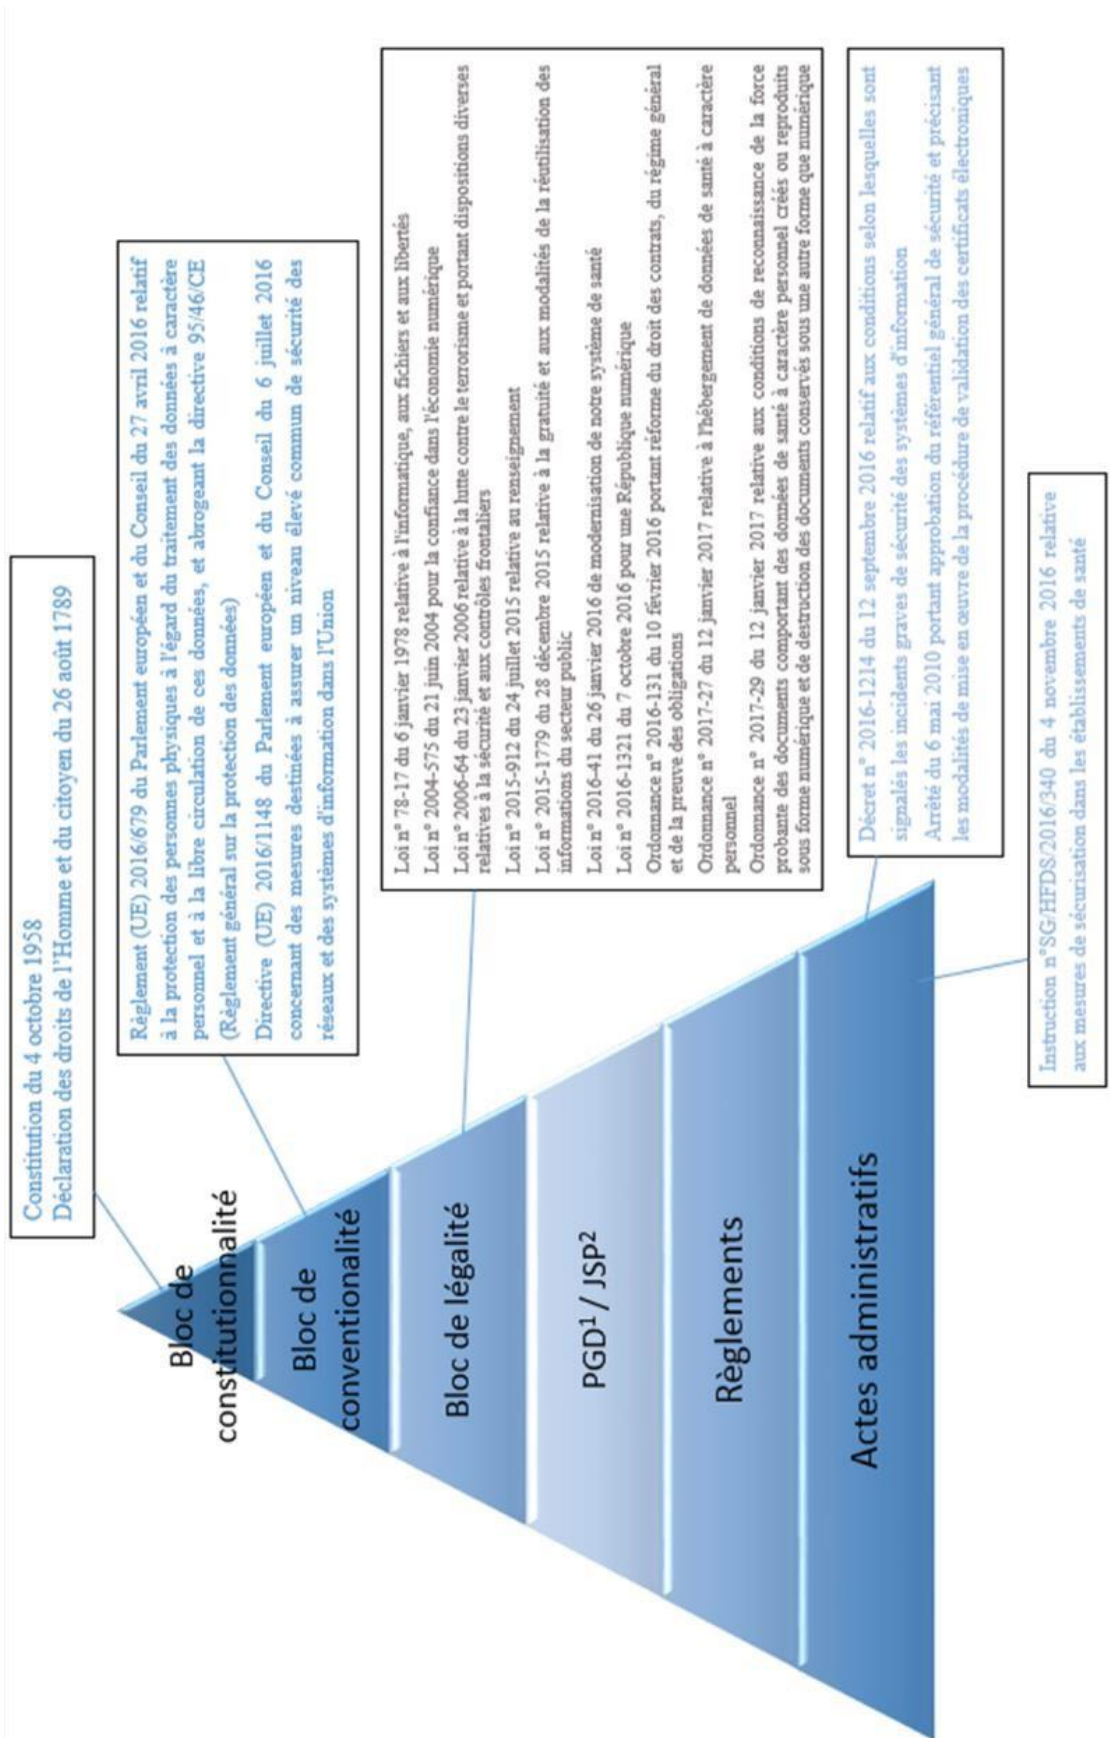 Constitution du 4 octobre 1958
Déclaration des droits de l'Homme et du citoyen du 26 août 1789
Bloc de
constitutionnalité
Règlement (UE) 2016/679 du Parlement européen et du Conseil du 27 avril 2016 relatif
à la protection des personnes physiques à l'égard du traitement des données à caractère
personnel et à la libre circulation de ces données, et abrogeant la directive 95/46/CE
(Règlement général sur la protection des données)
Directive (UE) 2016/1148 du Parlement européen et du Conseil du 6 juillet 2016
concernant des mesures destinées à assurer un niveau élevé commun de sécurité des
réseaux et des systèmes d'information dans l'Union
Bloc de
conventionalité
Loi n° 78-17 du 6 janvier 1978 relative à l'informatique, aux fichiers et aux libertés
Loi n° 2004-575 du 21 juin 2004 pour la confiance dans l'économie numérique
Loi n° 2006-64 du 23 janvier 2006 relative à la lutte contre le terrorisme et portant dispositions diverses
relatives à la sécurité et aux contrôles frontaliers
Loi n° 2015-912 du 24 juillet 2015 relative au renseignement
Loi n° 2015-1779 du 28 décembre 2015 relative à la gratuité et aux modalités de la réutilisation des
informations du secteur public
Loi n° 2016-41 du 26 janvier 2016 de modernisation de notre système de santé
Loi n° 2016-1321 du 7 octobre 2016 pour une République numérique
Ordonnance n° 2016-131 du 10 février 2016 portant réforme du droit des contrats, du régime général
et de la preuve des obligations
Ordonnance n° 2017-27 du 12 janvier 2017 relative à l'hébergement de données de santé à caractère
personnel
Ordonnance n° 2017-29 du 12 janvier 2017 relative aux conditions de reconnaissance de la force
probante des documents comportant des données de santé à caractère personnel créés ou reproduits
sous forme numérique et de destruction des documents conservés sous une autre forme que numérique
Bloc de légalité
PGD¹ / JSP²
Règlements
Décret n° 2016-1214 du 12 septembre 2016 relatif aux conditions selon lesquelles sont
signalés les incidents graves de sécurité des systèmes d'information
Arrêté du 6 mai 2010 portant approbation du référentiel général de sécurité et précisant
les modalités de mise en œuvre de la procédure de validation des certificats électroniques
Actes administratifs
Instruction n°SG/HFDS/2016/340 du 4 novembre 2016 relative
aux mesures de sécurisation dans les établissements de santé